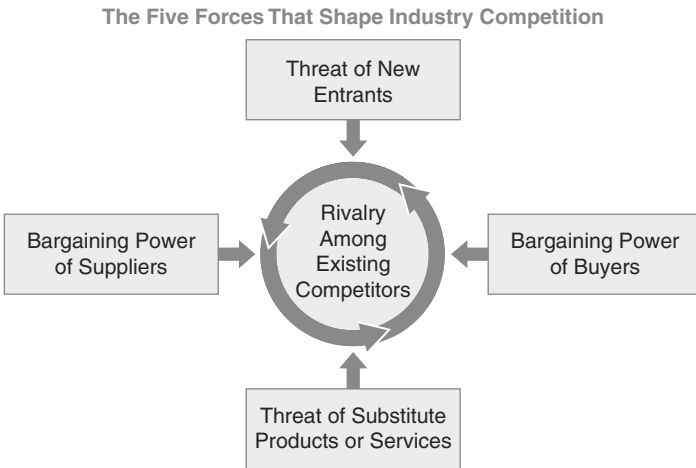 The Five Forces That Shape Industry Competition
Threat of New
Entrants
Bargaining Power
of Suppliers
Rivalry
Among
Existing
Competitors
Bargaining Power
of Buyers
Threat of Substitute
Products or Services